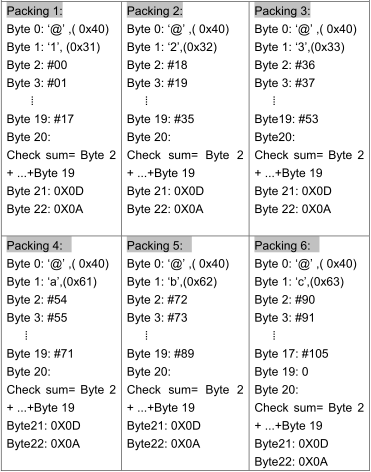 Packing 1:
Byte 0: ‘@’ ,( 0x40)
Byte 1: ‘1’, (0x31)
Byte 2: #00
Byte 3: #01
⁞
Byte 19: #17
Byte 20:
Check sum= Byte 2
+ ...+Byte 19
Byte 21: 0X0D
Byte 22: 0X0A
Packing 2:
Byte 0: ‘@’ ,( 0x40)
Byte 1: ‘2’,(0x32)
Byte 2: #18
Byte 3: #19
⁞
Byte 19: #35
Byte 20:
Check sum= Byte 2
+ ...+Byte 19
Byte 21: 0X0D
Byte 22: 0X0A
Packing 3:
Byte 0: ‘@’ ,( 0x40)
Byte 1: ‘3’,(0x33)
Byte 2: #36
Byte 3: #37
⁞
Byte19: #53
Byte20:
Check sum= Byte 2
+ ...+Byte 19
Byte 21: 0X0D
Byte 22: 0X0A
Packing 4:
Byte 0: ‘@’ ,( 0x40)
Byte 1: ‘a’,(0x61)
Byte 2: #54
Byte 3: #55
⁞
Byte 19: #71
Byte 20:
Check sum= Byte 2
+ ...+Byte 19
Byte21: 0X0D
Byte22: 0X0A
Packing 5:
Byte 0: ‘@’ ,( 0x40)
Byte 1: ‘b’,(0x62)
Byte 2: #72
Byte 3: #73
⁞
Byte 19: #89
Byte 20:
Check sum= Byte 2
+ ...+Byte 19
Byte21: 0X0D
Byte22: 0X0A
Packing 6:
Byte 0: ‘@’ ,( 0x40)
Byte 1: ‘c’,(0x63)
Byte 2: #90
Byte 3: #91
⁞
Byte 17: #105
Byte 19: 0
Byte 20:
Check sum= Byte 2
+ ...+Byte 19
Byte21: 0X0D
Byte22: 0X0A